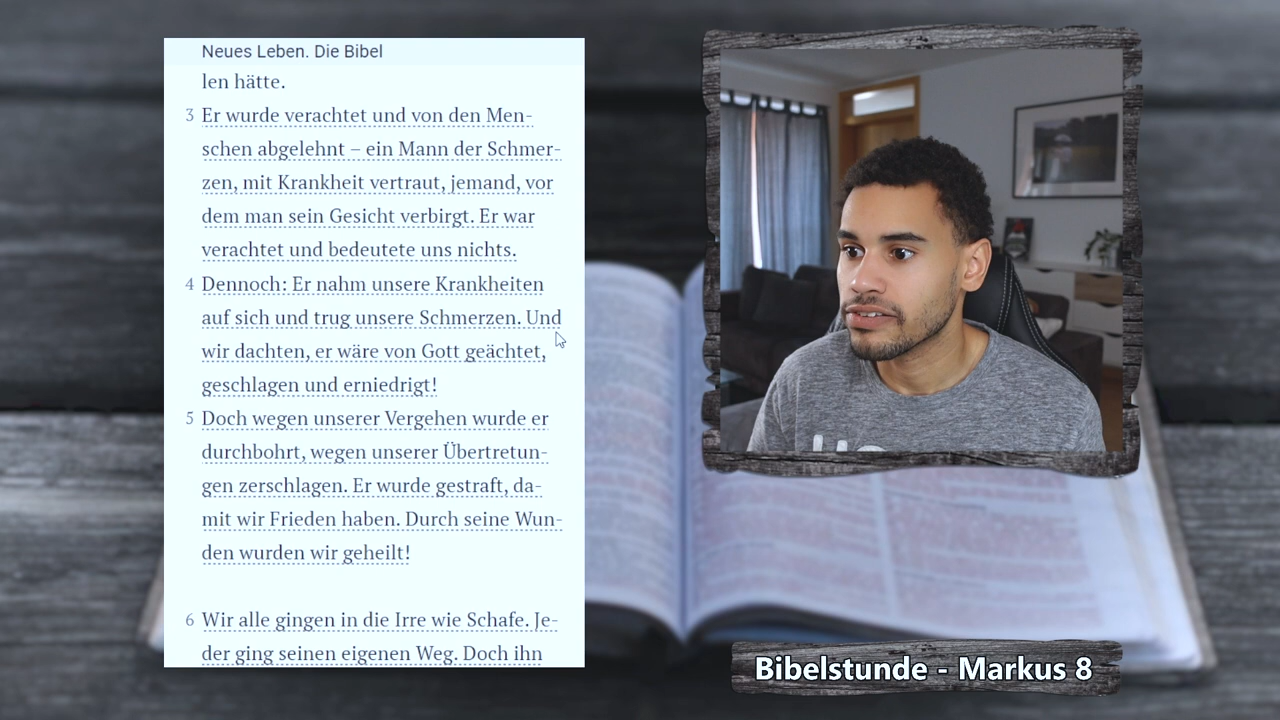 Neues Leben. Die Bibel
len hätte.
3 Er wurde verachtet und von den Men-
schen abgelehnt – ein Mann der Schmer-
zen, mit Krankheit vertraut, jemand, vor
dem man sein Gesicht verbirgt. Er war
verachtet und bedeutete uns nichts.
4 Dennoch: Er nahm unsere Krankheiten
auf sich und trug unsere Schmerzen. Und
wir dachten, er wäre von Gott geächtet,
geschlagen und erniedrigt!
5 Doch wegen unserer Vergehen wurde er
durchbohrt, wegen unserer Übertretun-
gen zerschlagen. Er wurde gestraft, da-
mit wir Frieden haben. Durch seine Wun-
den wurden wir geheilt!
6 Wir alle gingen in die Irre wie Schafe. Je-
der ging seinen eigenen Weg. Doch ihn
Bibelstunde - Markus 8